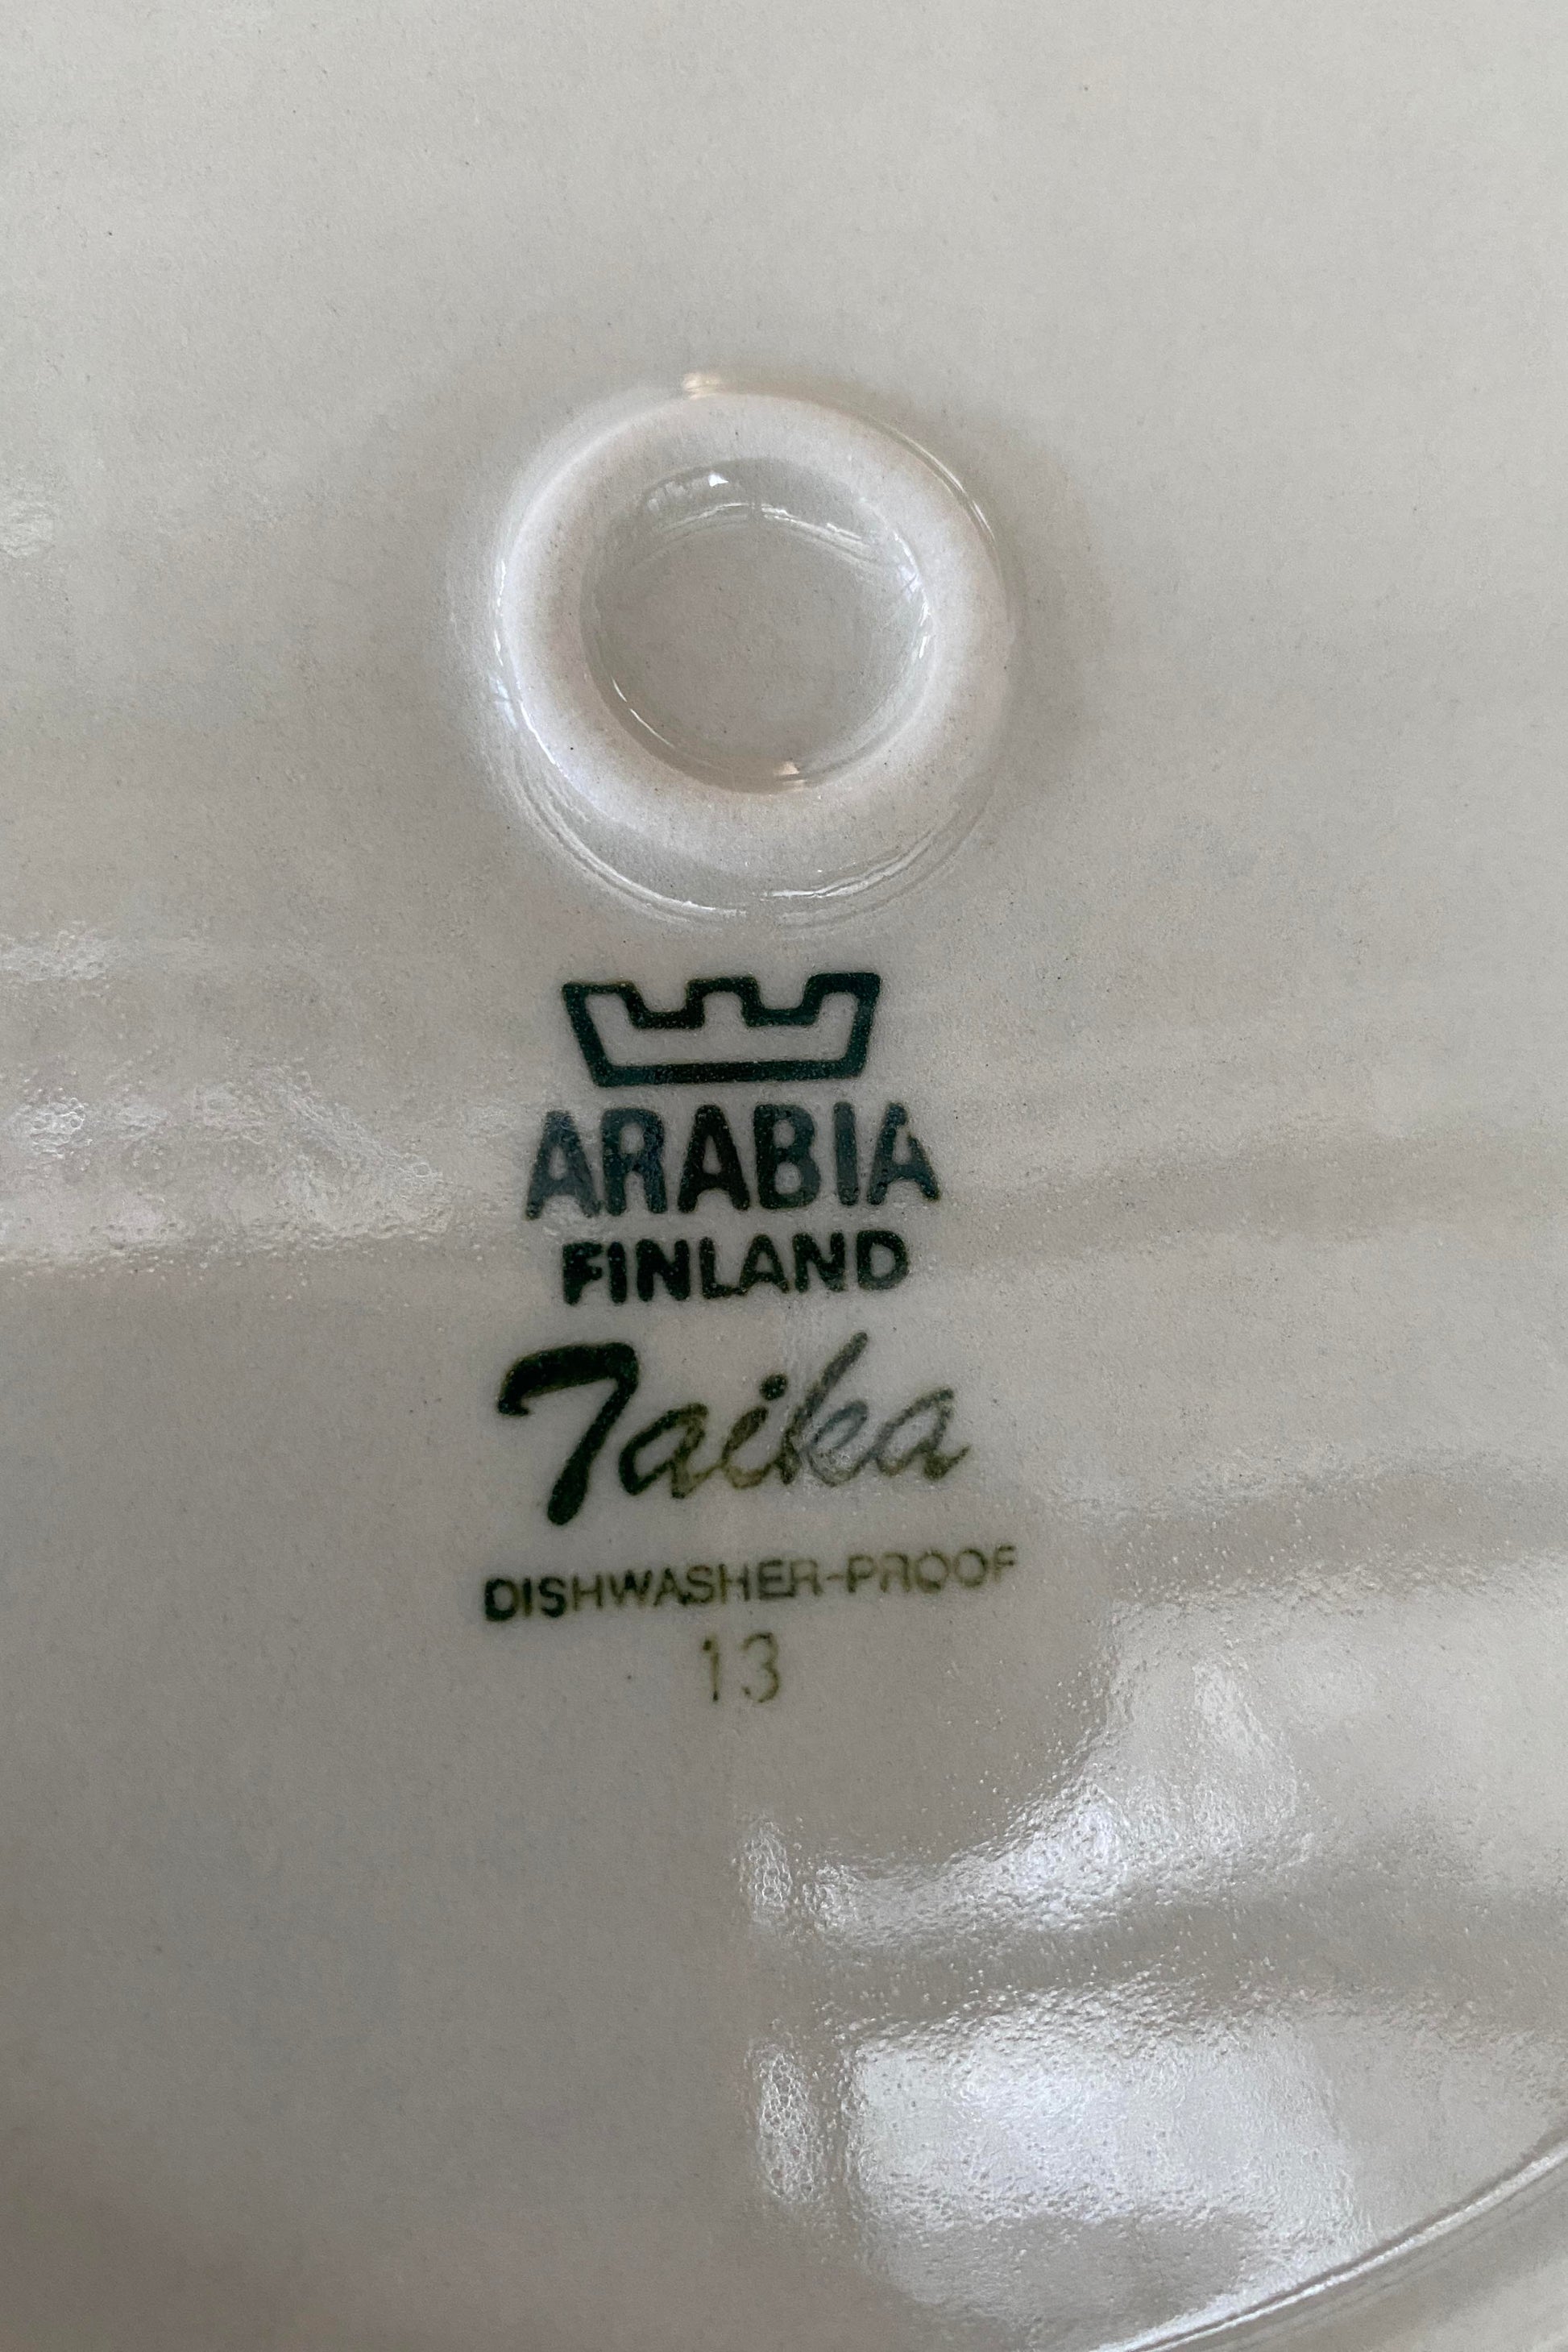 ARABIA
FINLAND
Taika
DISHWASHER-PROOF
13